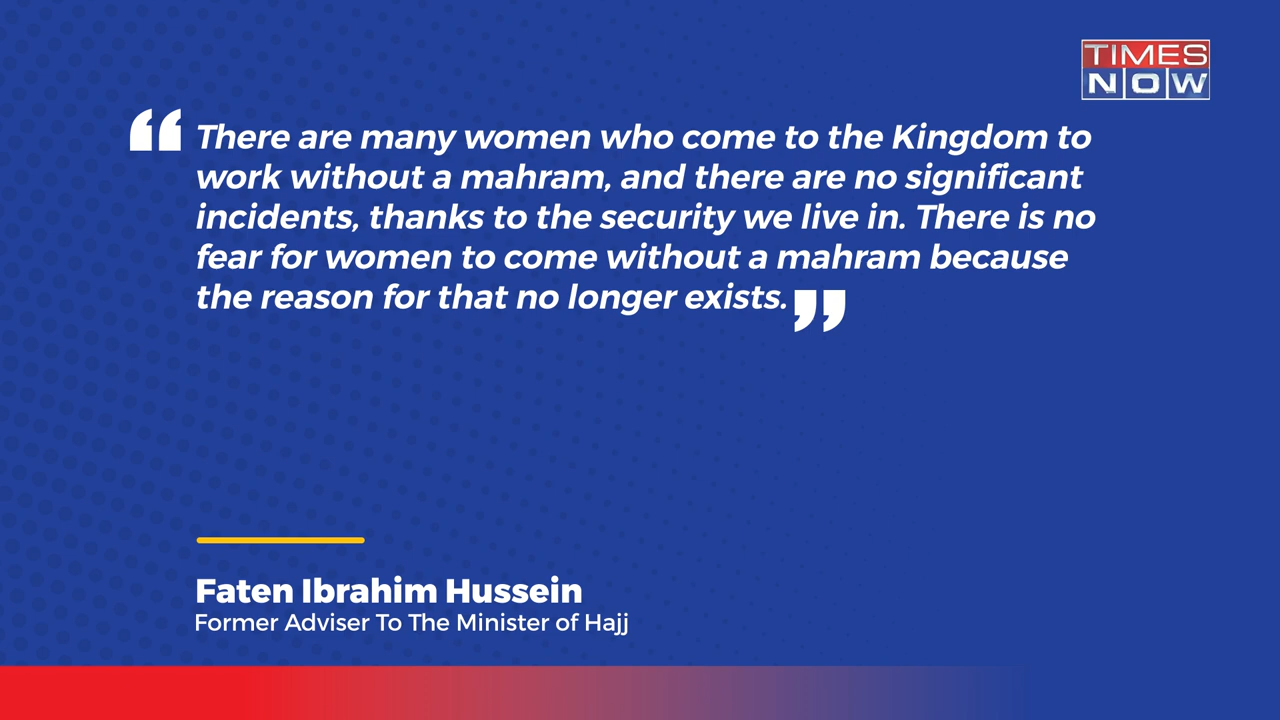 TIMES
NOW
“There are many women who come to the Kingdom to
work without a mahram, and there are no significant
incidents, thanks to the security we live in. There is no
fear for women to come without a mahram because
the reason for that no longer exists.”
Faten Ibrahim Hussein
Former Adviser To The Minister of Hajj